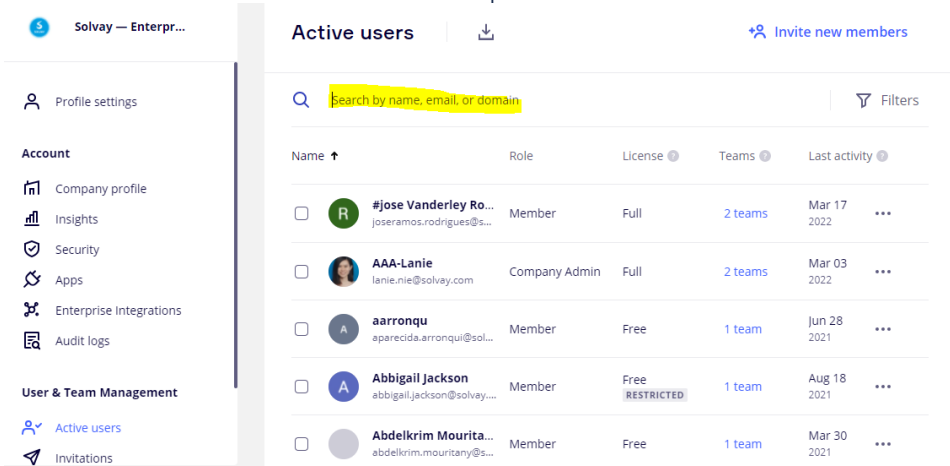 S
SOLVAY
Solvay — Enterpr...
Profile settings
Account
Company profile
Insights
Security
Apps
Enterprise Integrations
Audit logs
User & Team Management
Active users
Invitations
Active users
Invite new members
Search by name, email, or domain
Filters
Name ↑ Role License ? Teams ? Last activity ?
R
#jose Vanderley Ro...
joseramos.rodrigues@s...
Member Full 2 teams
Mar 17
2022
...
AAA-Lanie
lanie.nie@solvay.com
Company Admin Full 2 teams
Mar 03
2022
...
A
aarronqu
aparecida.arronqui@sol...
Member Free 1 team
Jun 28
2021
...
A
Abbigail Jackson
abbigail.jackson@solvay....
Member
Free
RESTRICTED
1 team
Aug 18
2021
...
Abdelkrim Mourita...
abdelkrim.mouritany@s...
Member Free 1 team
Mar 30
2021
...